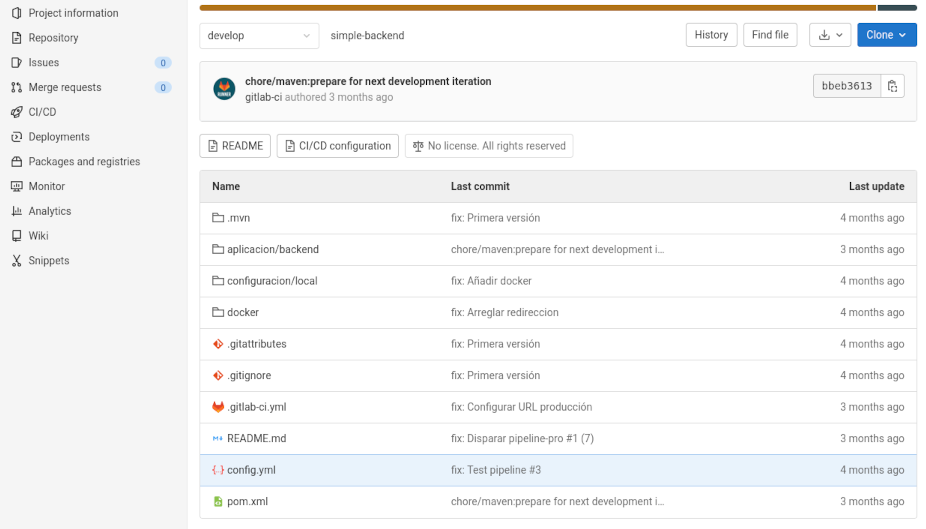 Project information
Repository
Issues 0
Merge requests 0
CI/CD
Deployments
Packages and registries
Monitor
Analytics
Wiki
Snippets
develop simple-backend History Find file Clone
chore/maven:prepare for next development iteration
gitlab-ci authored 3 months ago
bbeb3613
README CI/CD configuration No license. All rights reserved
Name Last commit Last update
.mvn fix: Primera versión 4 months ago
aplicacion/backend chore/maven:prepare for next development i... 3 months ago
configuracion/local fix: Añadir docker 4 months ago
docker fix: Arreglar redireccion 4 months ago
.gitattributes fix: Primera versión 4 months ago
.gitignore fix: Primera versión 4 months ago
.gitlab-ci.yml fix: Configurar URL producción 3 months ago
README.md fix: Disparar pipeline-pro #1 (7) 3 months ago
config.yml fix: Test pipeline #3 4 months ago
pom.xml chore/maven:prepare for next development i... 3 months ago